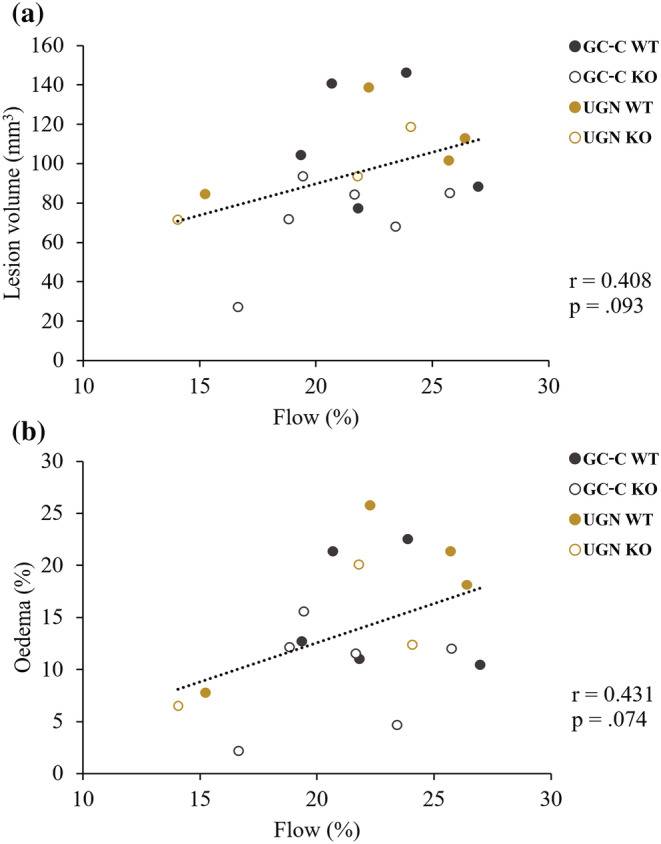 (a)
160
140
120
100
80
60
40
20
0
10 15 20 25 30
Lesion volume (mm³)
Flow (%)
GC-C WT
GC-C KO
UGN WT
UGN KO
r = 0.408
p = .093
(b)
30
25
20
15
10
5
0
10 15 20 25 30
Oedema (%)
Flow (%)
GC-C WT
GC-C KO
UGN WT
UGN KO
r = 0.431
p = .074